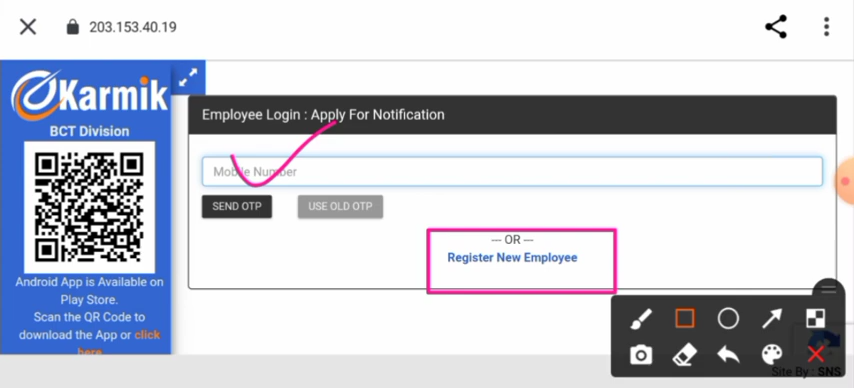 203.153.40.19
Karmik
BCT Division
Android App is Available on
Play Store.
Scan the QR Code to
download the App or click
here
Employee Login : Apply For Notification
Mobile Number
SEND OTP
USE OLD OTP
--- OR ---
Register New Employee
Site By : SNS